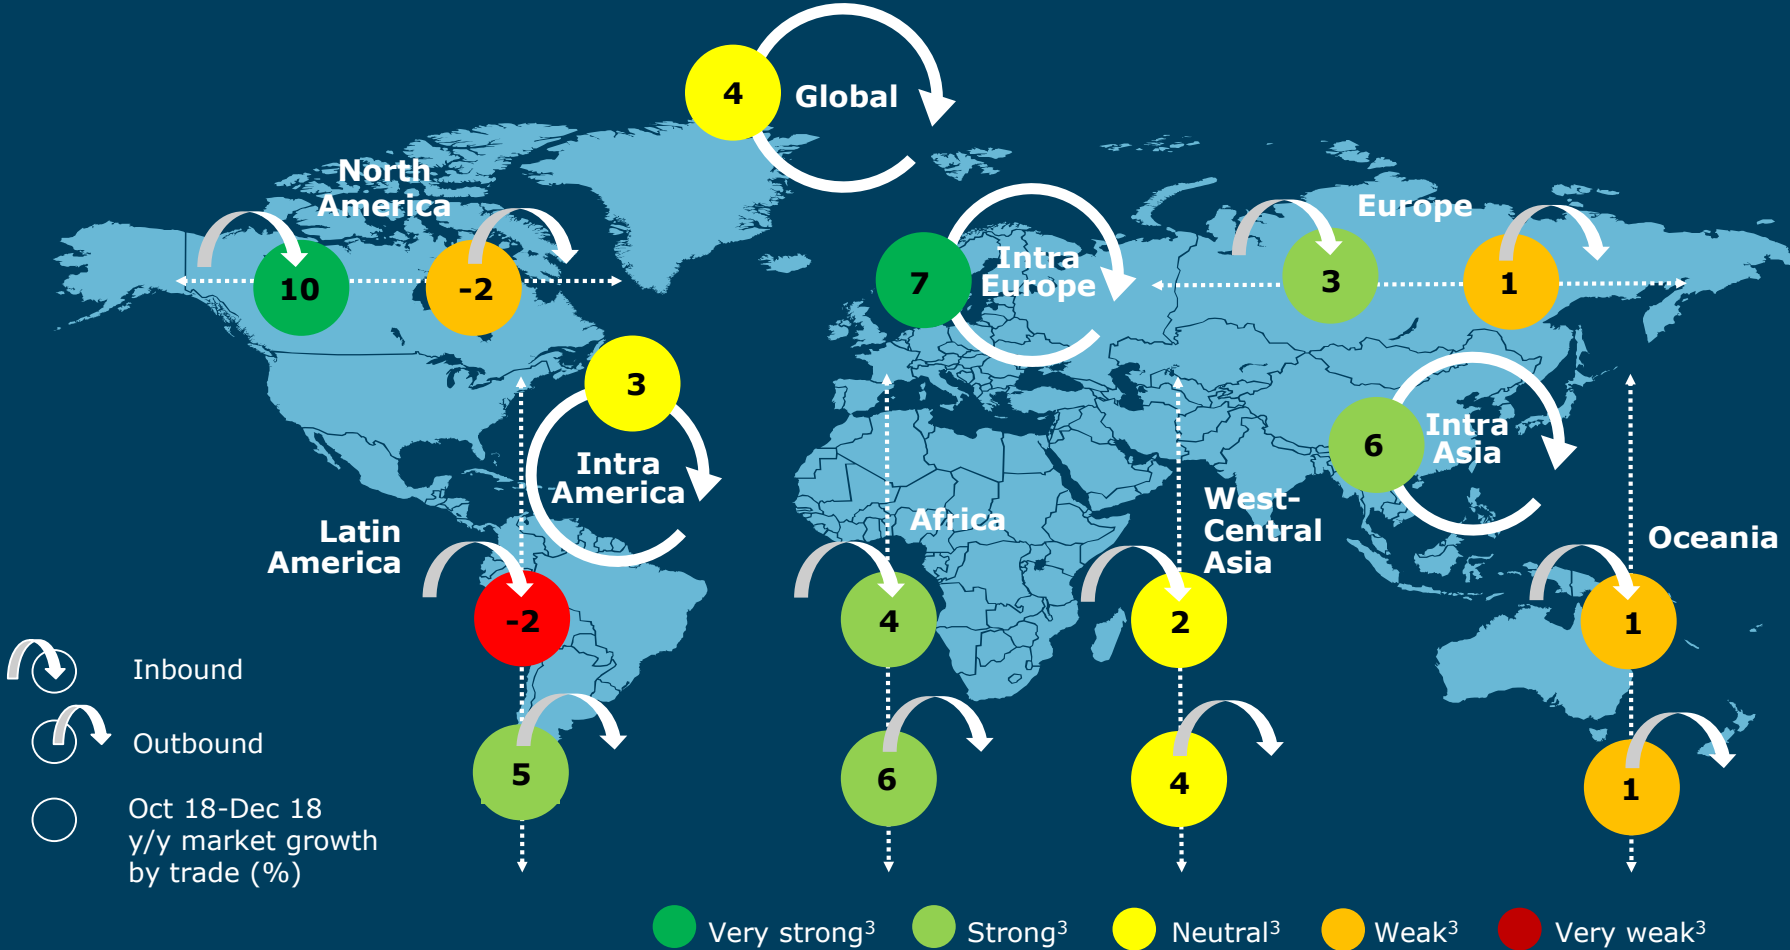 4
Global
North
America
10
-2
7
Intra
Europe
Europe
3
1
3
Intra
America
6
Intra
Asia
Latin
America
-2
5
Africa
4
6
West-
Central
Asia
2
4
Oceania
1
1
Inbound
Outbound
Oct 18-Dec 18
y/y market growth
by trade (%)
Very strong³
Strong³
Neutral³
Weak³
Very weak³